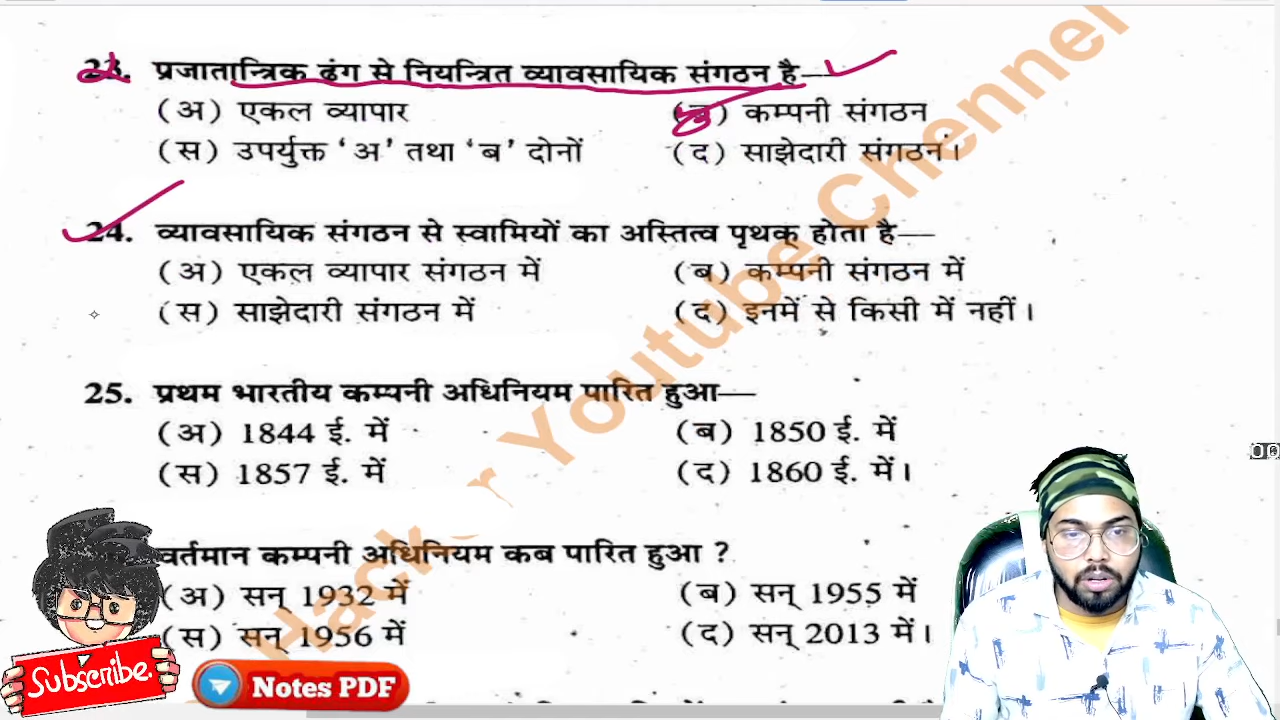 23. प्रजातान्त्रिक ढंग से नियन्त्रित व्यावसायिक संगठन है—
(अ) एकल व्यापार (ब) कम्पनी संगठन
(स) उपर्युक्त ‘अ’ तथा ‘ब’ दोनों (द) साझेदारी संगठन।
24. व्यावसायिक संगठन से स्वामियों का अस्तित्व पृथक् होता है—
(अ) एकल व्यापार संगठन में (ब) कम्पनी संगठन में
(स) साझेदारी संगठन में (द) इनमें से किसी में नहीं।
25. प्रथम भारतीय कम्पनी अधिनियम पारित हुआ—
(अ) 1844 ई. में (ब) 1850 ई. में
(स) 1857 ई. में (द) 1860 ई. में।
वर्तमान कम्पनी अधिनियम कब पारित हुआ ?
(अ) सन् 1932 में (ब) सन् 1955 में
(स) सन् 1956 में (द) सन् 2013 में।
Youtube Chennel
Subscribe
Notes PDF